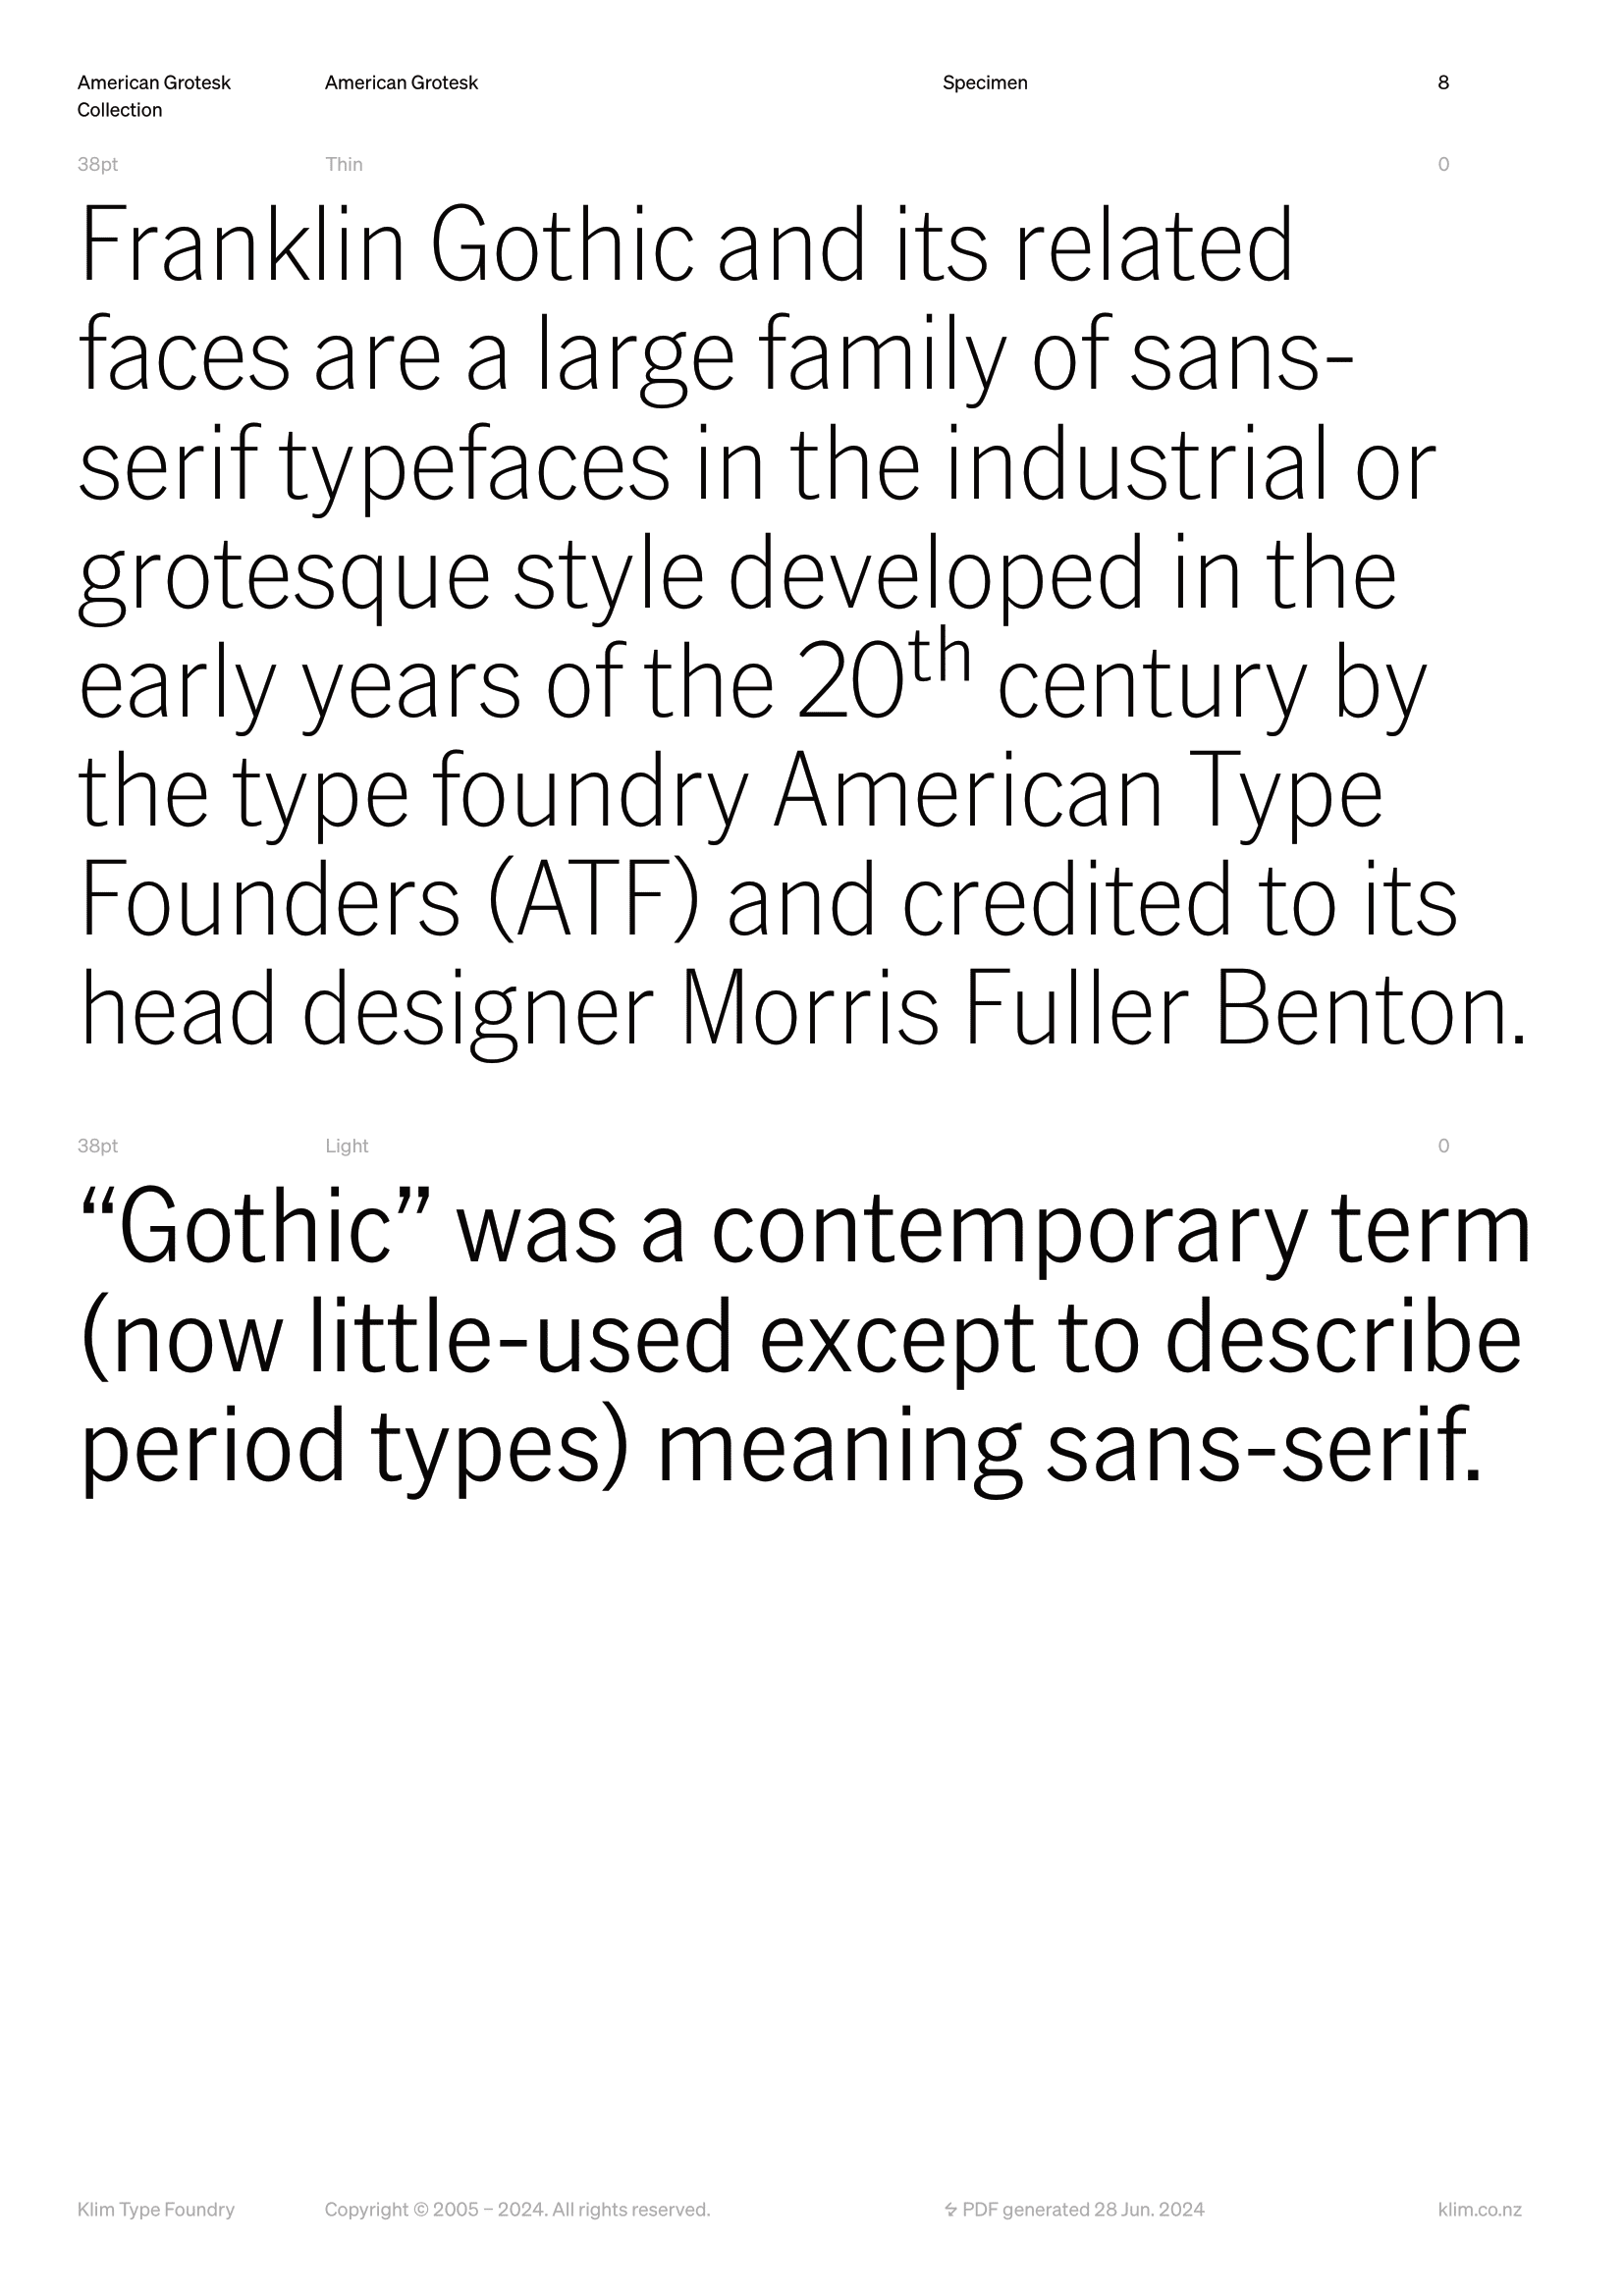 American Grotesk Collection
American Grotesk
Specimen
8
38pt
Thin
0
Franklin Gothic and its related
faces are a large family of sans-
serif typefaces in the industrial or
grotesque style developed in the
early years of the 20th century by
the type foundry American Type
Founders (ATF) and credited to its
head designer Morris Fuller Benton.
38pt
Light
0
“Gothic” was a contemporary term
(now little-used except to describe
period types) meaning sans-serif.
Klim Type Foundry
Copyright © 2005 – 2024. All rights reserved.
PDF generated 28 Jun. 2024
klim.co.nz